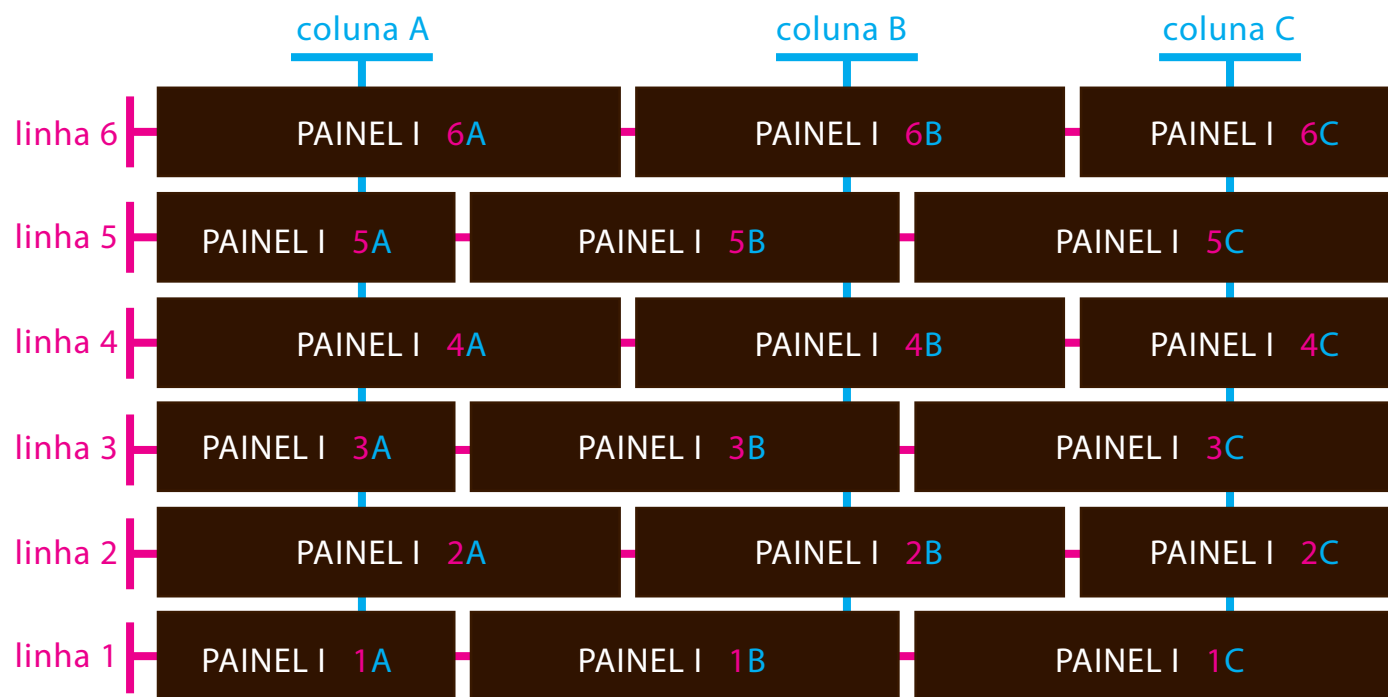 coluna A coluna B coluna C
linha 6 PAINEL I 6A PAINEL I 6B PAINEL I 6C
linha 5 PAINEL I 5A PAINEL I 5B PAINEL I 5C
linha 4 PAINEL I 4A PAINEL I 4B PAINEL I 4C
linha 3 PAINEL I 3A PAINEL I 3B PAINEL I 3C
linha 2 PAINEL I 2A PAINEL I 2B PAINEL I 2C
linha 1 PAINEL I 1A PAINEL I 1B PAINEL I 1C